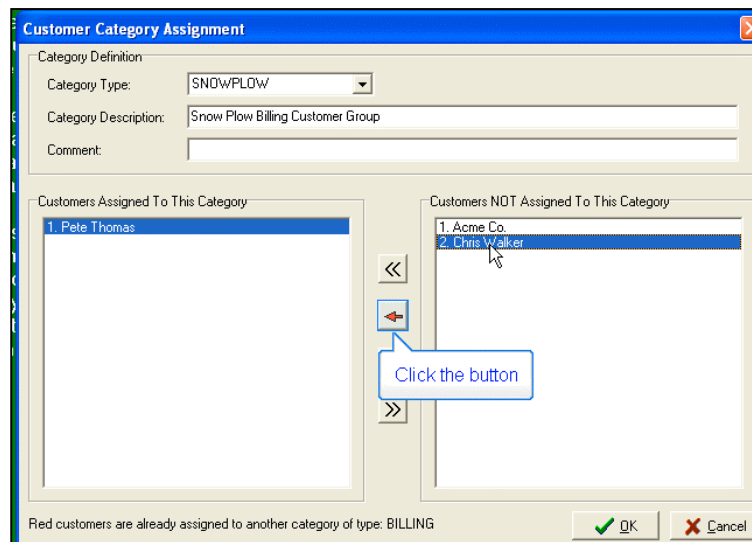 Customer Category Assignment
Category Definition
Category Type: SNOWPLOW
Category Description: Snow Plow Billing Customer Group
Comment:
Customers Assigned To This Category
1. Pete Thomas
Customers NOT Assigned To This Category
1. Acme Co.
2. Chris Walker
Click the button
Red customers are already assigned to another category of type: BILLING
OK
Cancel